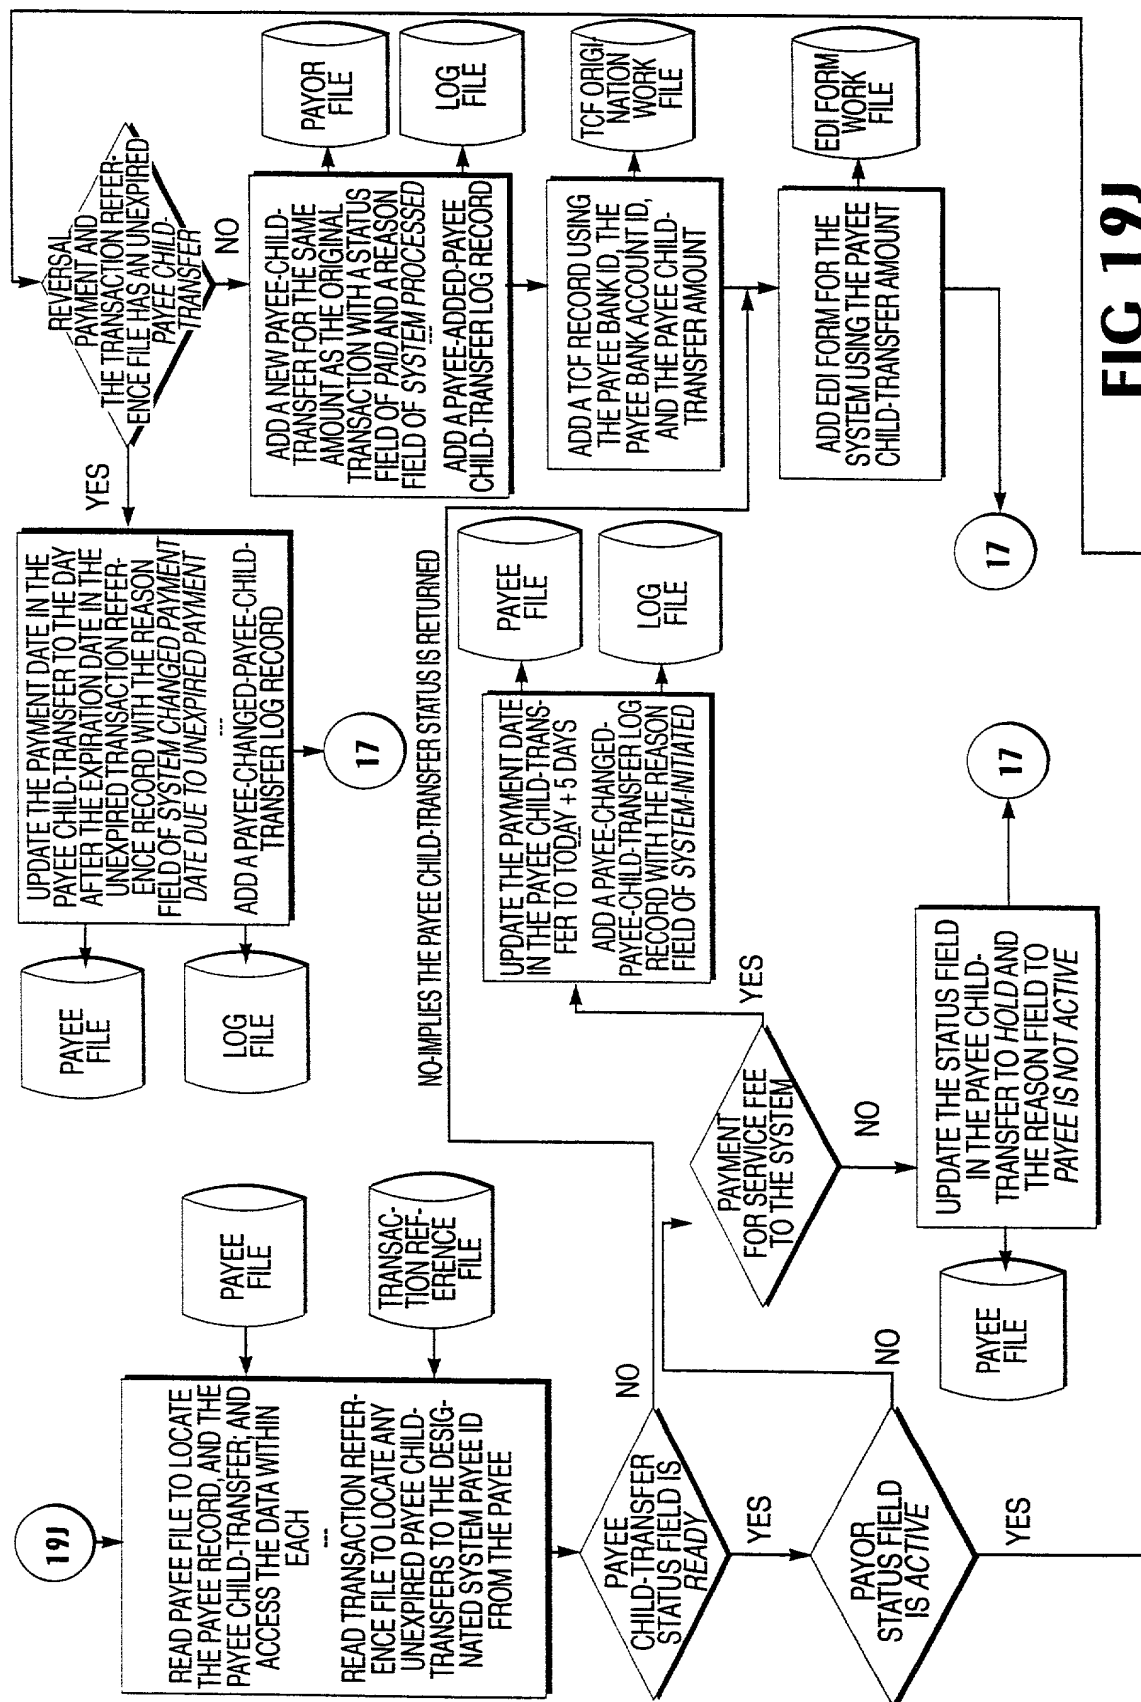 19J
READ PAYEE FILE TO LOCATE
THE PAYEE RECORD, AND THE
PAYEE CHILD-TRANSFER; AND
ACCESS THE DATA WITHIN
EACH
---
READ TRANSACTION REFER-
ENCE FILE TO LOCATE ANY
UNEXPIRED PAYEE CHILD-
TRANSFERS TO THE DESIG-
NATED SYSTEM PAYEE ID
FROM THE PAYEE
PAYEE
FILE
TRANSAC-
TION REF-
ERENCE
FILE
PAYEE
CHILD-TRANSFER
STATUS FIELD IS
READY
NO
YES
NO-IMPLIES THE PAYEE CHILD-TRANSFER STATUS IS RETURNED
PAYOR
STATUS FIELD
IS ACTIVE
NO
YES
PAYMENT
FOR SERVICE FEE
TO THE SYSTEM
YES
NO
UPDATE THE PAYMENT DATE
IN THE PAYEE CHILD-TRANS-
FER TO TODAY + 5 DAYS
---
ADD A PAYEE-CHANGED-
PAYEE-CHILD-TRANSFER LOG
RECORD WITH THE REASON
FIELD OF SYSTEM-INITIATED
PAYEE
FILE
LOG
FILE
UPDATE THE STATUS FIELD
IN THE PAYEE CHILD-
TRANSFER TO HOLD AND
THE REASON FIELD TO
PAYEE IS NOT ACTIVE
PAYEE
FILE
17
REVERSAL
PAYMENT AND
THE TRANSACTION REFER-
ENCE FILE HAS AN UNEXPIRED
PAYEE CHILD-
TRANSFER
YES
NO
UPDATE THE PAYMENT DATE IN THE
PAYEE CHILD-TRANSFER TO THE DAY
AFTER THE EXPIRATION DATE IN THE
UNEXPIRED TRANSACTION REFER-
ENCE RECORD WITH THE REASON
FIELD OF SYSTEM CHANGED PAYMENT
DATE DUE TO UNEXPIRED PAYMENT
---
ADD A PAYEE-CHANGED-PAYEE-CHILD-
TRANSFER LOG RECORD
PAYEE
FILE
LOG
FILE
17
ADD A NEW PAYEE-CHILD-
TRANSFER FOR THE SAME
AMOUNT AS THE ORIGINAL
TRANSACTION WITH A STATUS
FIELD OF PAID AND A REASON
FIELD OF SYSTEM PROCESSED
---
ADD A PAYEE-ADDED-PAYEE
CHILD-TRANSFER LOG RECORD
PAYOR
FILE
LOG
FILE
ADD A TCF RECORD USING
THE PAYEE BANK ID, THE
PAYEE BANK ACCOUNT ID,
AND THE PAYEE CHILD-
TRANSFER AMOUNT
TCF ORIGI-
NATION
WORK
FILE
ADD EDI FORM FOR THE
SYSTEM USING THE PAYEE
CHILD-TRANSFER AMOUNT
EDI FORM
WORK
FILE
17
FIG 19J